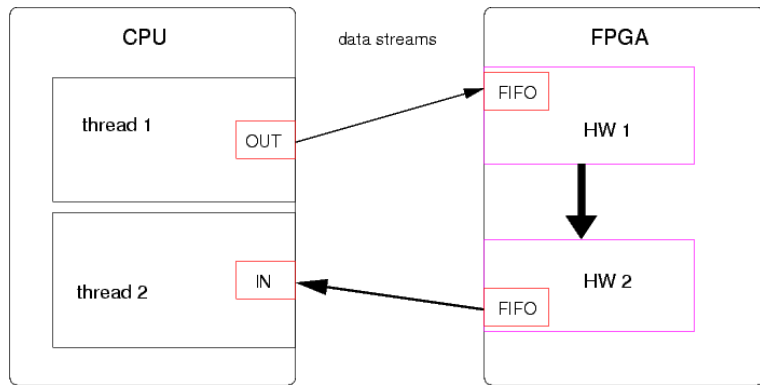 CPU
data streams
FPGA
thread 1
OUT
FIFO
HW 1
thread 2
IN
FIFO
HW 2